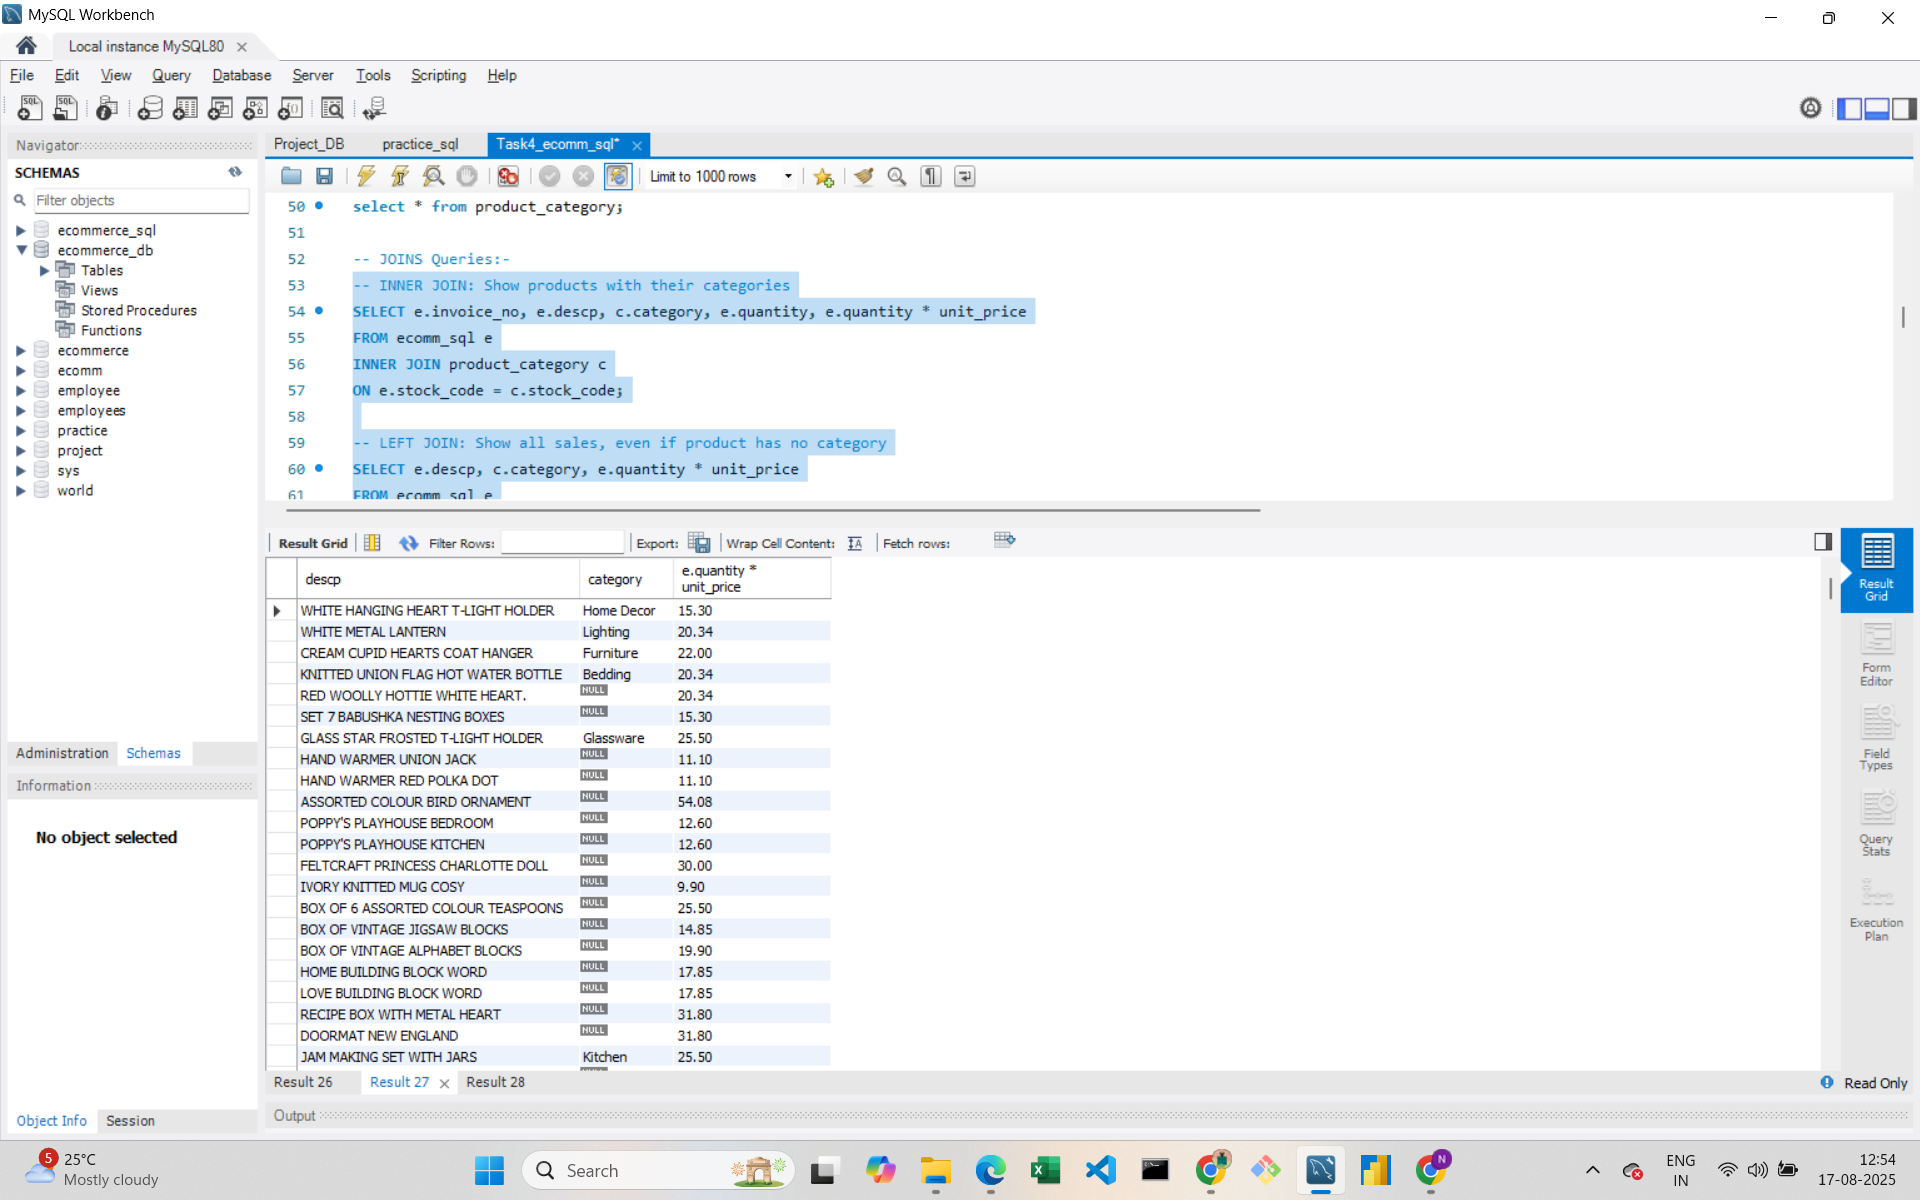 MySQL Workbench
Local instance MySQL80
File Edit View Query Database Server Tools Scripting Help
Navigator
SCHEMAS
Filter objects
ecommerce_sql
ecommerce_db
Tables
Views
Stored Procedures
Functions
ecommerce
ecomm
employee
employees
practice
project
sys
world
Administration Schemas
Information
No object selected
Object Info Session
Project_DB practice_sql Task4_ecomm_sql*
Limit to 1000 rows
50 select * from product_category;
51
52 -- JOINS Queries:-
53 -- INNER JOIN: Show products with their categories
54 SELECT e.invoice_no, e.descp, c.category, e.quantity, e.quantity * unit_price
55 FROM ecomm_sql e
56 INNER JOIN product_category c
57 ON e.stock_code = c.stock_code;
58
59 -- LEFT JOIN: Show all sales, even if product has no category
60 SELECT e.descp, c.category, e.quantity * unit_price
61 FROM ecomm_sql e
Result Grid Filter Rows: Export: Wrap Cell Content: Fetch rows:
descp category e.quantity * unit_price
WHITE HANGING HEART T-LIGHT HOLDER Home Decor 15.30
WHITE METAL LANTERN Lighting 20.34
CREAM CUPID HEARTS COAT HANGER Furniture 22.00
KNITTED UNION FLAG HOT WATER BOTTLE Bedding 20.34
RED WOOLLY HOTTIE WHITE HEART. NULL 20.34
SET 7 BABUSHKA NESTING BOXES NULL 15.30
GLASS STAR FROSTED T-LIGHT HOLDER Glassware 25.50
HAND WARMER UNION JACK NULL 11.10
HAND WARMER RED POLKA DOT NULL 11.10
ASSORTED COLOUR BIRD ORNAMENT NULL 54.08
POPPY'S PLAYHOUSE BEDROOM NULL 12.60
POPPY'S PLAYHOUSE KITCHEN NULL 12.60
FELTCRAFT PRINCESS CHARLOTTE DOLL NULL 30.00
IVORY KNITTED MUG COSY NULL 9.90
BOX OF 6 ASSORTED COLOUR TEASPOONS NULL 25.50
BOX OF VINTAGE JIGSAW BLOCKS NULL 14.85
BOX OF VINTAGE ALPHABET BLOCKS NULL 19.90
HOME BUILDING BLOCK WORD NULL 17.85
LOVE BUILDING BLOCK WORD NULL 17.85
RECIPE BOX WITH METAL HEART NULL 31.80
DOORMAT NEW ENGLAND NULL 31.80
JAM MAKING SET WITH JARS Kitchen 25.50
Result 26 Result 27 Result 28
Read Only
Output
Result Grid
Form Editor
Field Types
Query Stats
Execution Plan
5
25°C
Mostly cloudy
Search
N
ENG
IN
12:54
17-08-2025